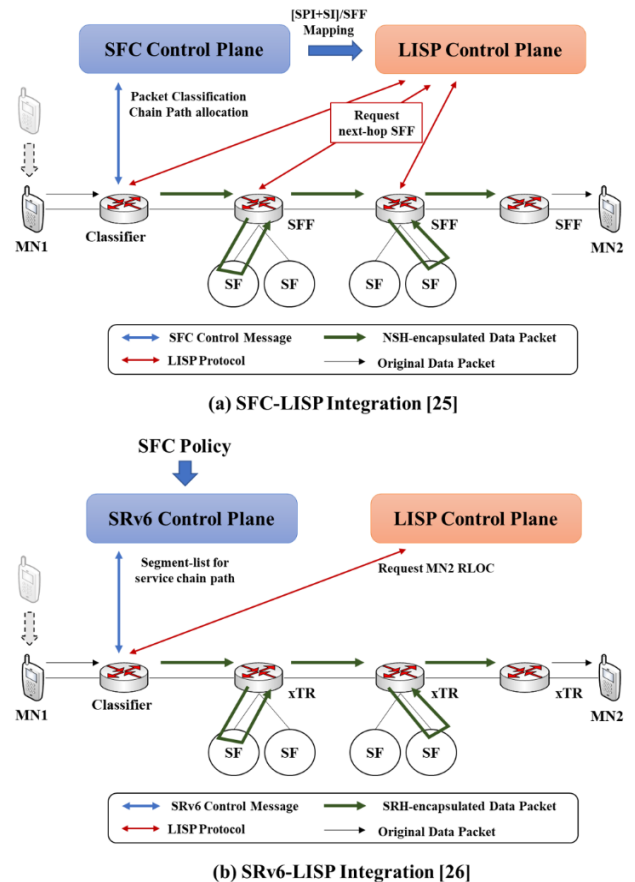 [SPI+SI]/SFF
Mapping
SFC Control Plane
LISP Control Plane
Packet Classification
Chain Path allocation
Request
next-hop SFF
MN1
Classifier
SFF
SFF
SFF
MN2
SF
SF
SF
SF
SFC Control Message
NSH-encapsulated Data Packet
LISP Protocol
Original Data Packet
(a) SFC-LISP Integration [25]
SFC Policy
SRv6 Control Plane
LISP Control Plane
Segment-list for
service chain path
Request MN2 RLOC
MN1
Classifier
xTR
xTR
xTR
MN2
SF
SF
SF
SF
SRv6 Control Message
SRH-encapsulated Data Packet
LISP Protocol
Original Data Packet
(b) SRv6-LISP Integration [26]